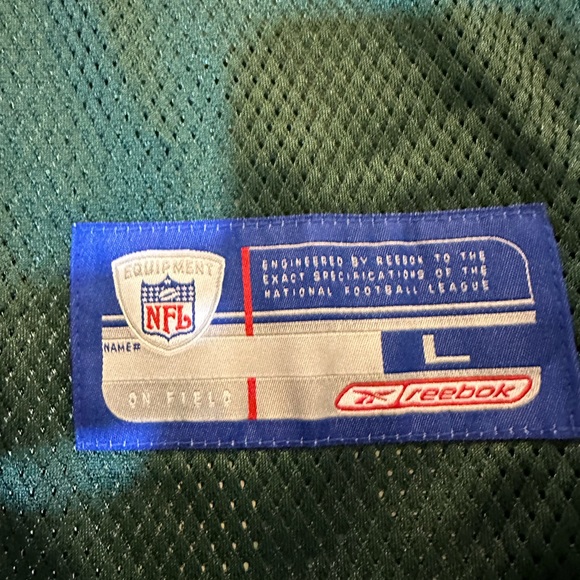 EQUIPMENT
NFL
ENGINEERED BY REEBOK TO THE
EXACT SPECIFICATIONS OF THE
NATIONAL FOOTBALL LEAGUE
NAME#
L
ON FIELD
Reebok